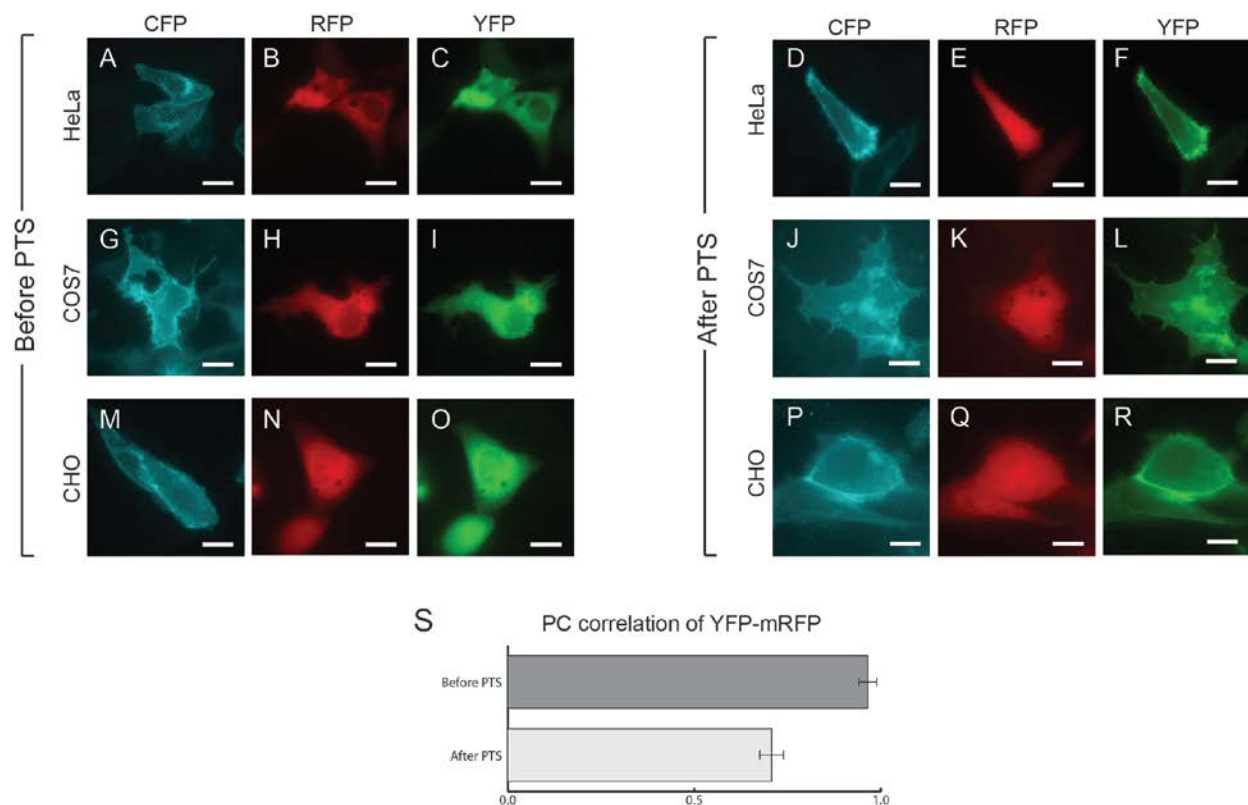 CFP RFP YFP CFP RFP YFP
Before PTS
HeLa
A B C
After PTS
HeLa
D E F
COS7
G H I
COS7
J K L
CHO
M N O
CHO
P Q R
S PC correlation of YFP-mRFP
Before PTS
After PTS
0.0 0.5 1.0